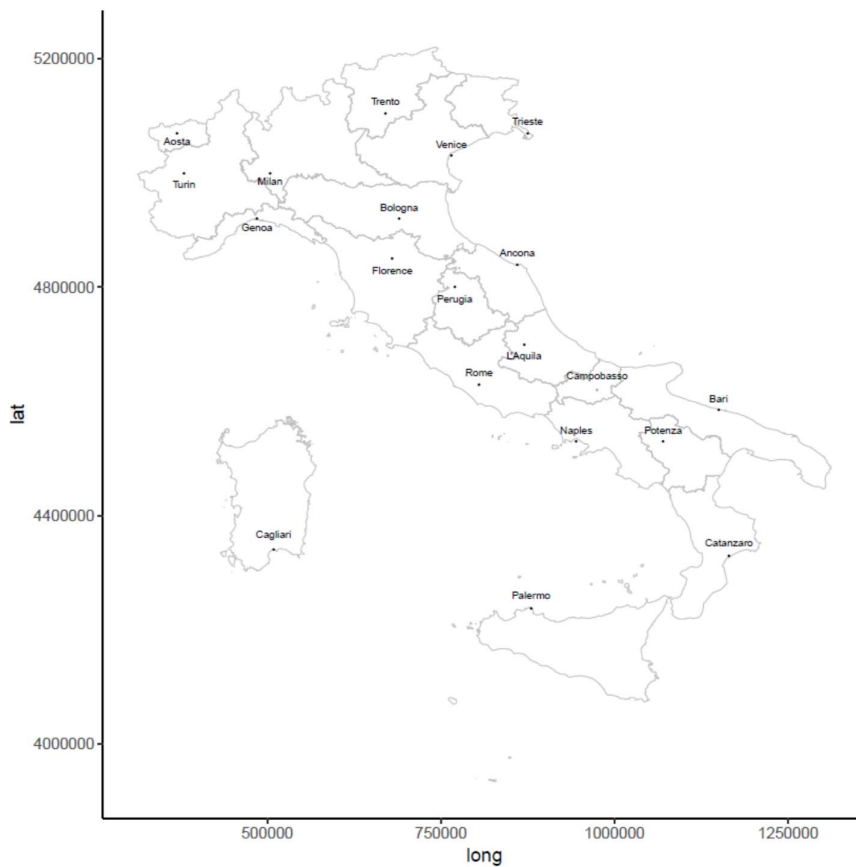 5200000
Trento
Trieste
Aosta
Venice
Turin
Milan
Bologna
Genoa
Ancona
Florence
4800000
Perugia
L'Aquila
Rome
Campobasso
Bari
lat
Naples
Potenza
4400000
Cagliari
Catanzaro
Palermo
4000000
500000 750000 1000000 1250000
long